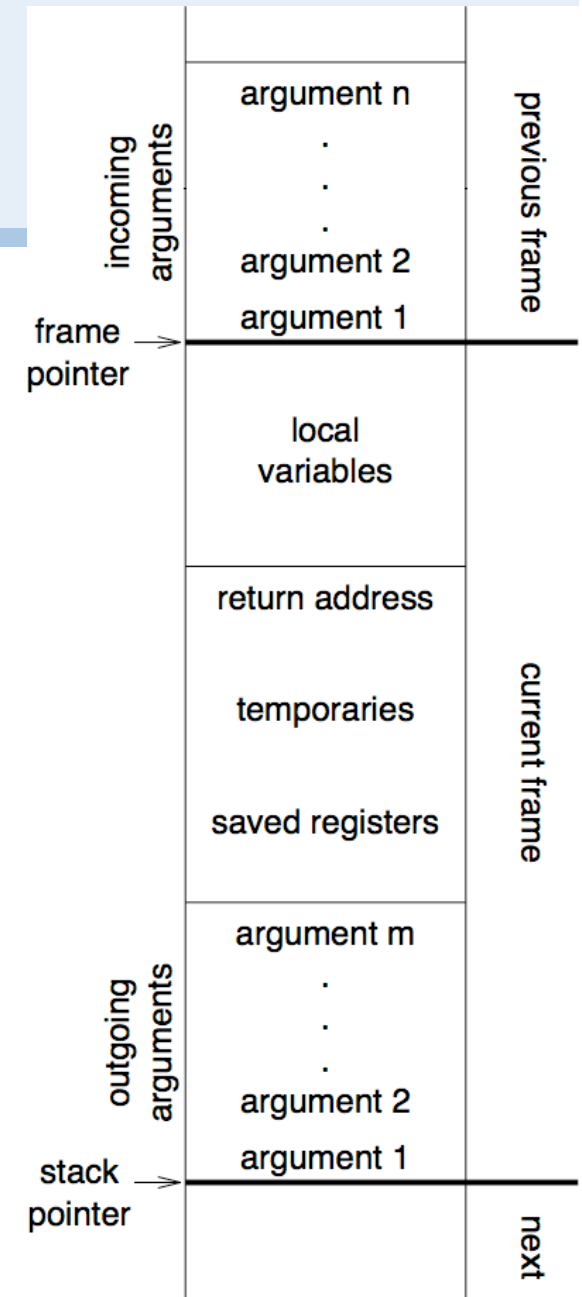 argument n
.
.
.
argument 2
argument 1
incoming
arguments
previous frame
frame
pointer
local
variables
return address
temporaries
saved registers
current frame
argument m
.
.
.
argument 2
argument 1
outgoing
arguments
stack
pointer
next